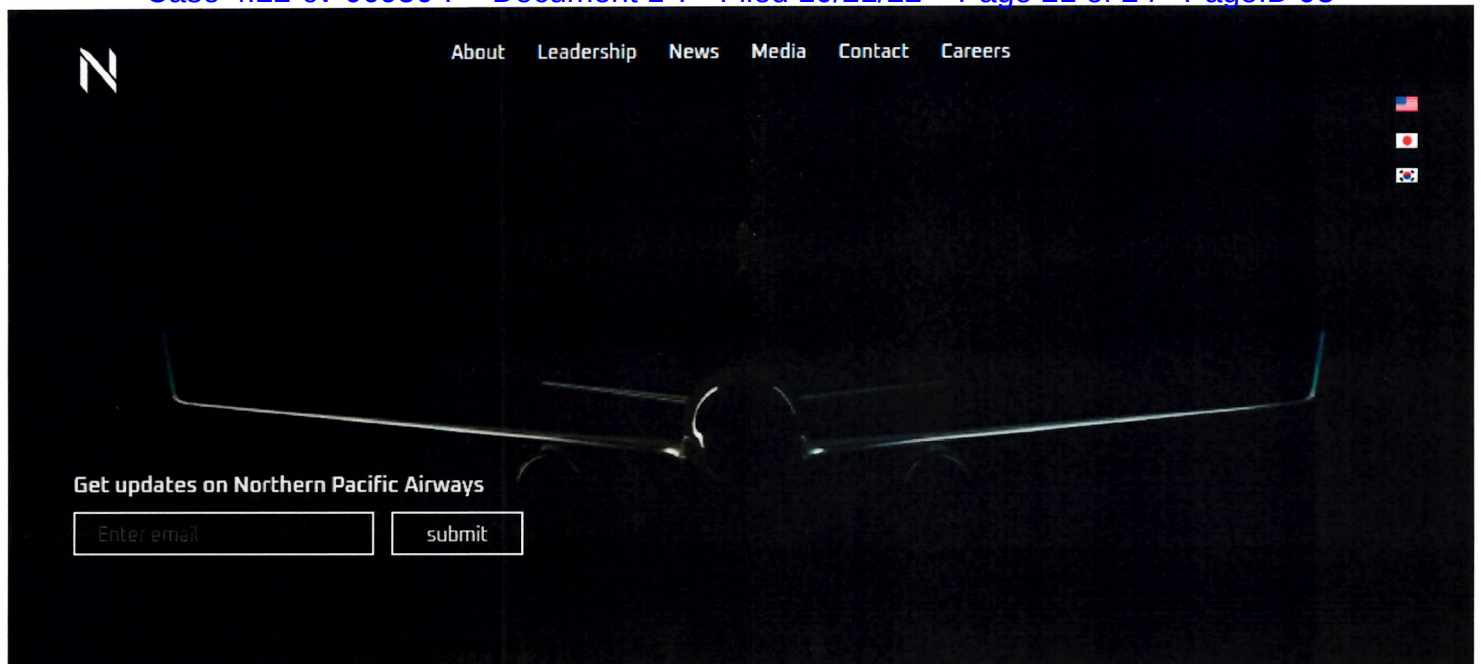 N
About Leadership News Media Contact Careers
Get updates on Northern Pacific Airways
Enter email
submit